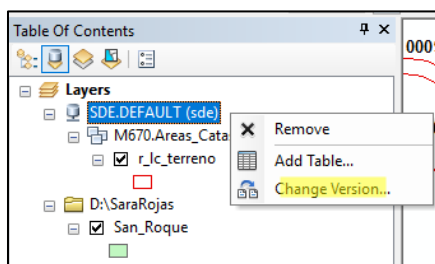 Table Of Contents
Layers
SDE.DEFAULT (sde)
M670.Areas_Cata
r_lc_terreno
D:\SaraRojas
San_Roque
Remove
Add Table...
Change Version...
000